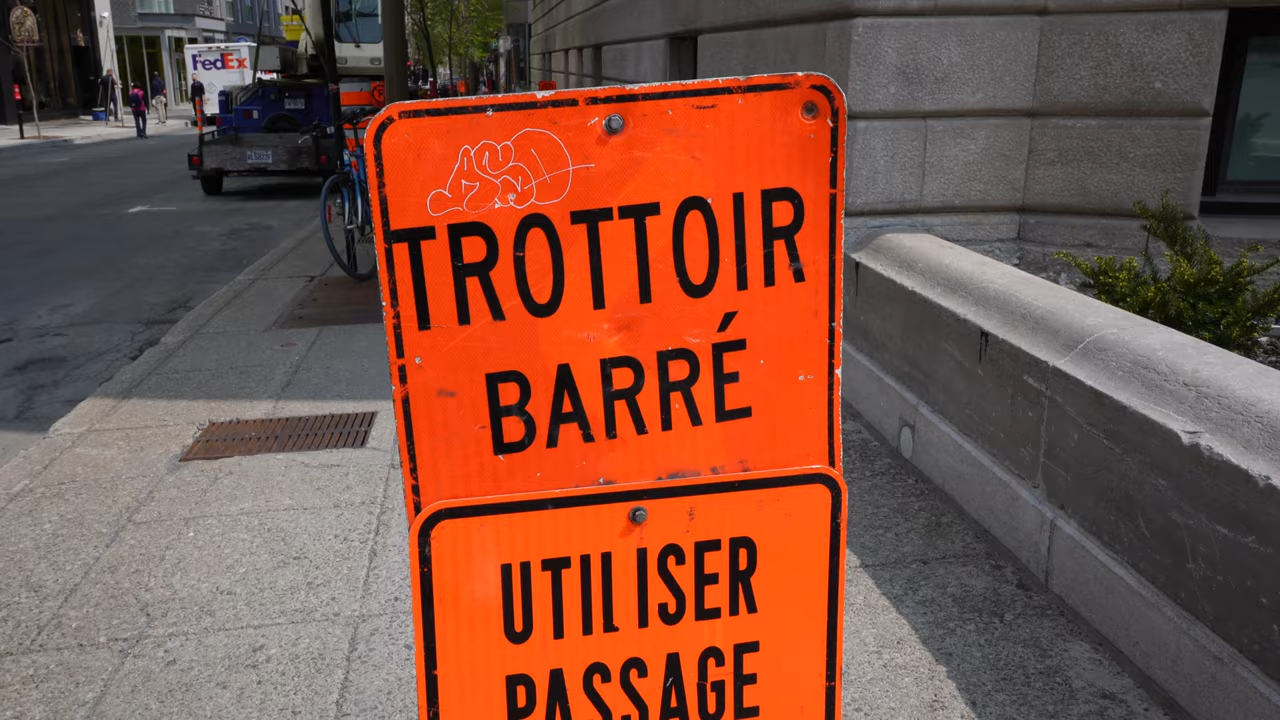 FedEx
TROTTOIR
BARRÉ
UTILISER
PASSAGE